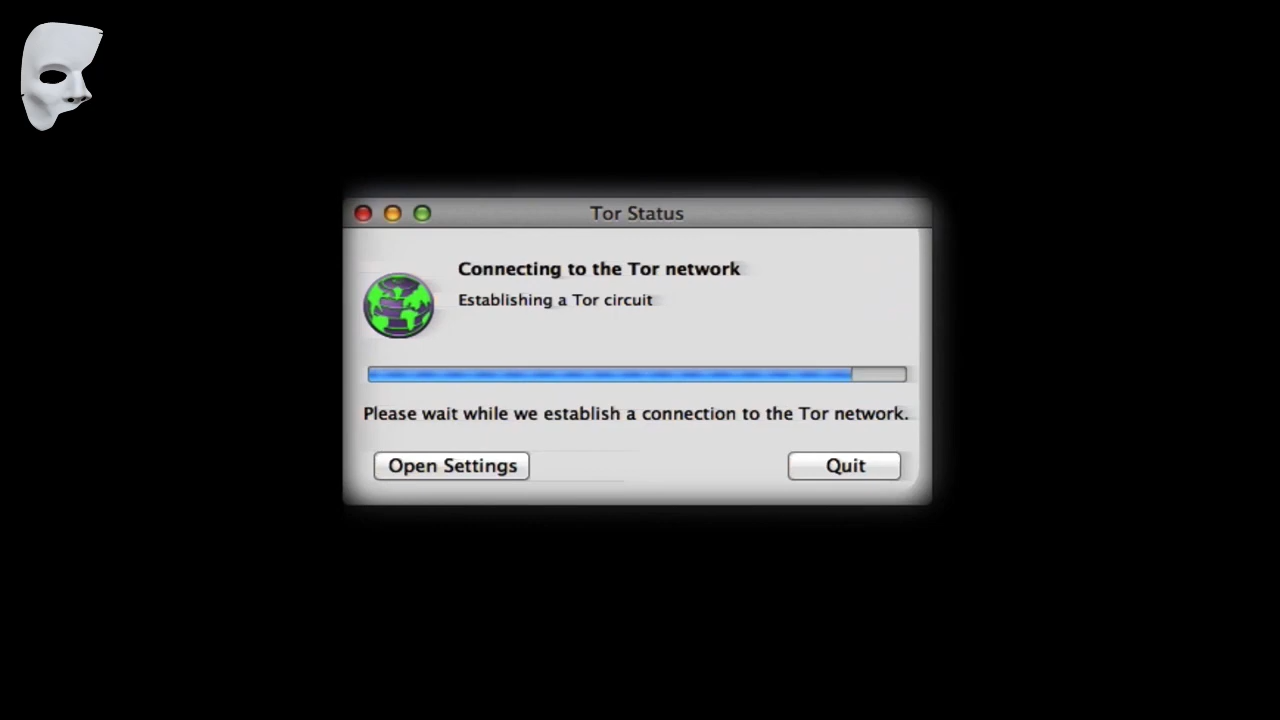 Tor Status
Connecting to the Tor network
Establishing a Tor circuit
Please wait while we establish a connection to the Tor network.
Open Settings
Quit